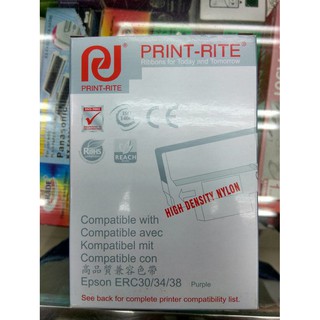 PRINT-RITE®
Ribbons for Today and Tomorrow
PRINT-RITE
CE
RoHS
REACH
HIGH DENSITY NYLON
Compatible with
Compatible avec
Kompatibel mit
Compatible con
高品質兼容色帶
Epson ERC30/34/38 Purple
See back for complete printer compatibility list.
Panasonic